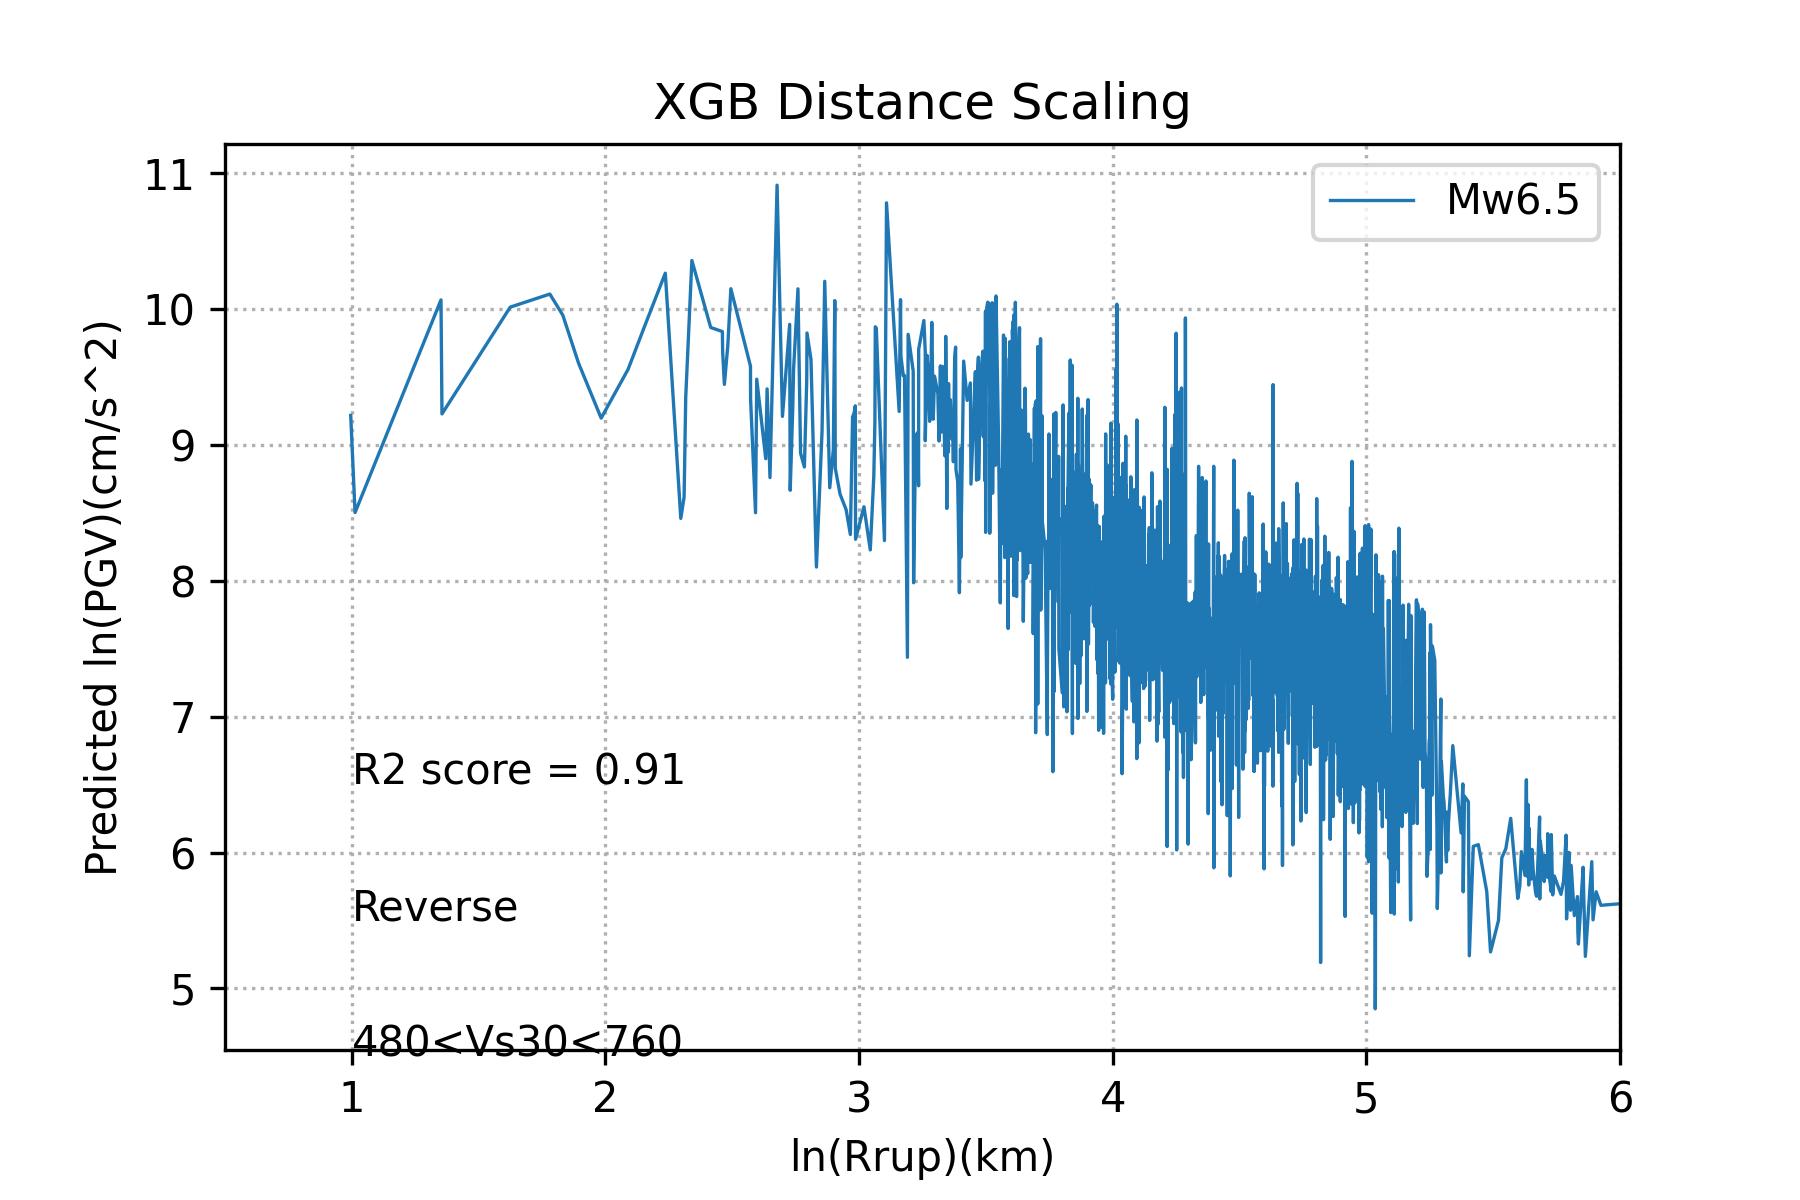 XGB Distance Scaling
Mw6.5
Predicted ln(PGV)(cm/s^2)
11
10
9
8
7
6
5
R2 score = 0.91
Reverse
480<Vs30<760
1 2 3 4 5 6
ln(Rrup)(km)